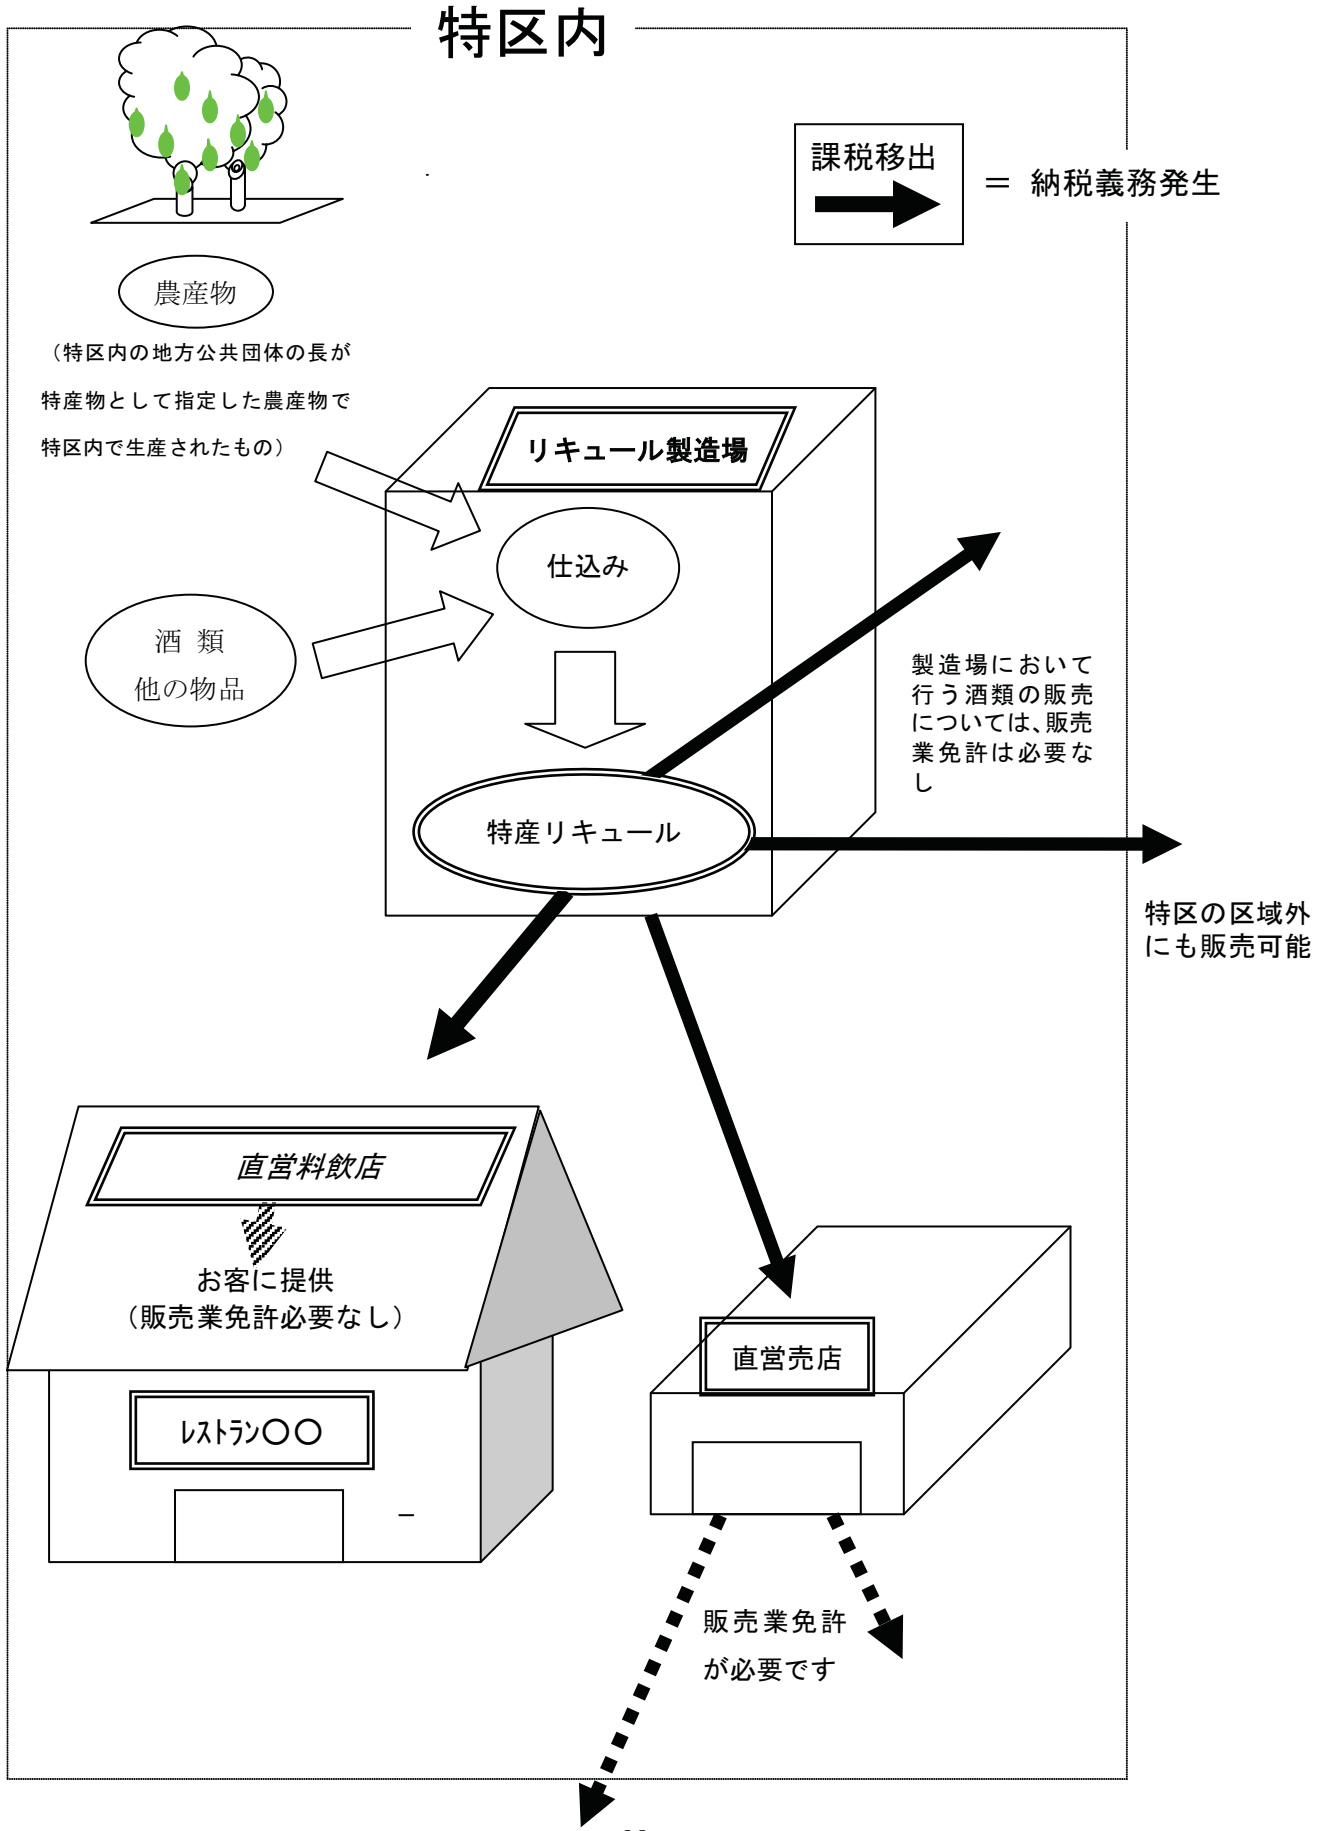 特区内
課税移出
＝ 納税義務発生
農産物
（特区内の地方公共団体の長が
特産物として指定した農産物で
特区内で生産されたもの）
リキュール製造場
仕込み
酒 類
他の物品
製造場において
行う酒類の販売
については、販売
業免許は必要な
し
特産リキュール
特区の区域外
にも販売可能
直営料飲店
お客に提供
（販売業免許必要なし）
直営売店
ﾚｽﾄﾗﾝ〇〇
販売業免許
が必要です